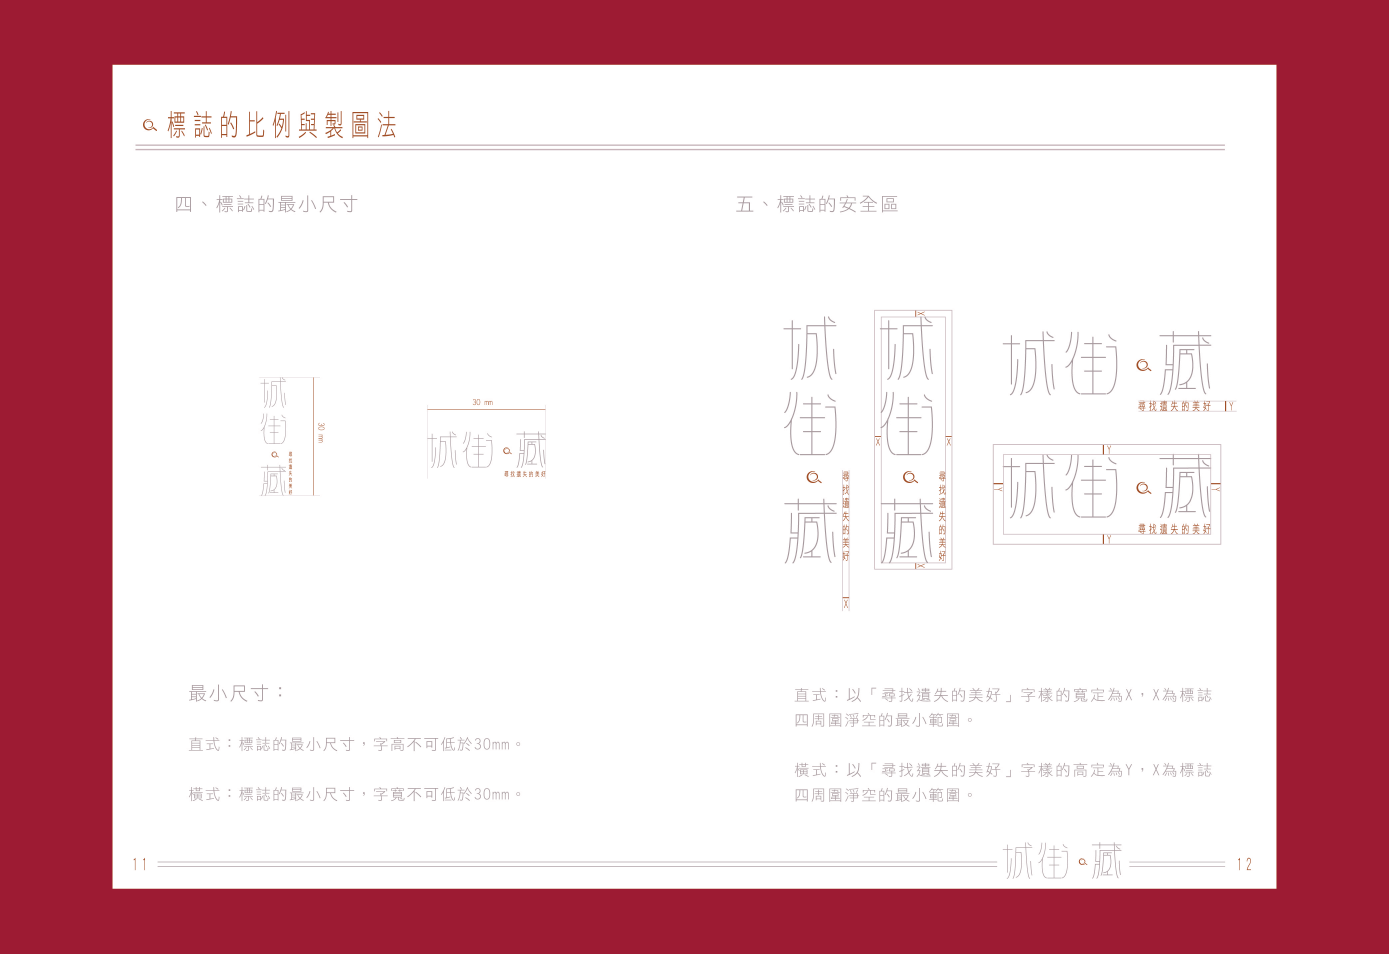 標誌的比例與製圖法
四、標誌的最小尺寸
城街藏
尋找遺失的美好
30 mm
30 mm
城街藏
尋找遺失的美好
最小尺寸：
直式：標誌的最小尺寸，字高不可低於30mm。
橫式：標誌的最小尺寸，字寬不可低於30mm。
五、標誌的安全區
城街藏
尋找遺失的美好
X
X
城街藏
尋找遺失的美好
X
X
X
城街藏
尋找遺失的美好
Y
Y
城街藏
尋找遺失的美好
Y
Y
Y
直式：以「尋找遺失的美好」字樣的寬定為X，X為標誌
四周圍淨空的最小範圍。
橫式：以「尋找遺失的美好」字樣的高定為Y，X為標誌
四周圍淨空的最小範圍。
11
城街藏
12